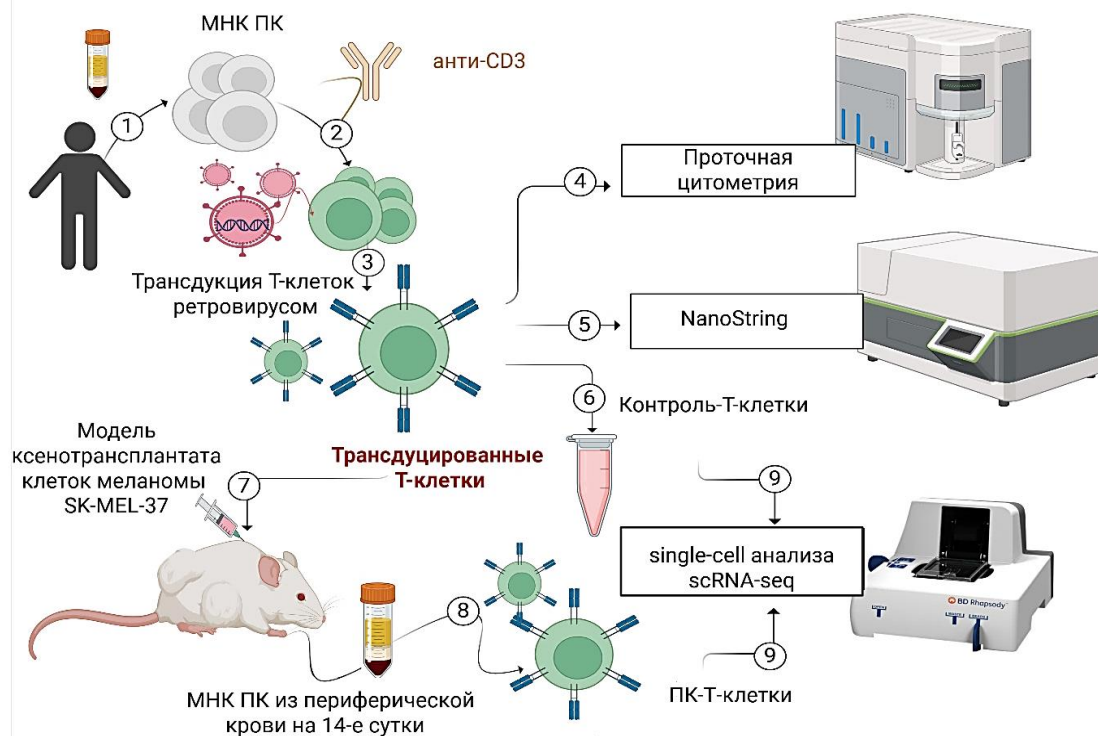 МНК ПК
анти-CD3
1
2
3
Трансдукция Т-клеток
ретровирусом
4
Проточная
цитометрия
5
NanoString
6
Контроль-Т-клетки
Трансдуцированные
Т-клетки
Модель
ксенотрансплантата
клеток меланомы
SK-MEL-37
7
8
МНК ПК из периферической
крови на 14-е сутки
9
single-cell анализа
scRNA-seq
BD Rhapsody
9
ПК-Т-клетки